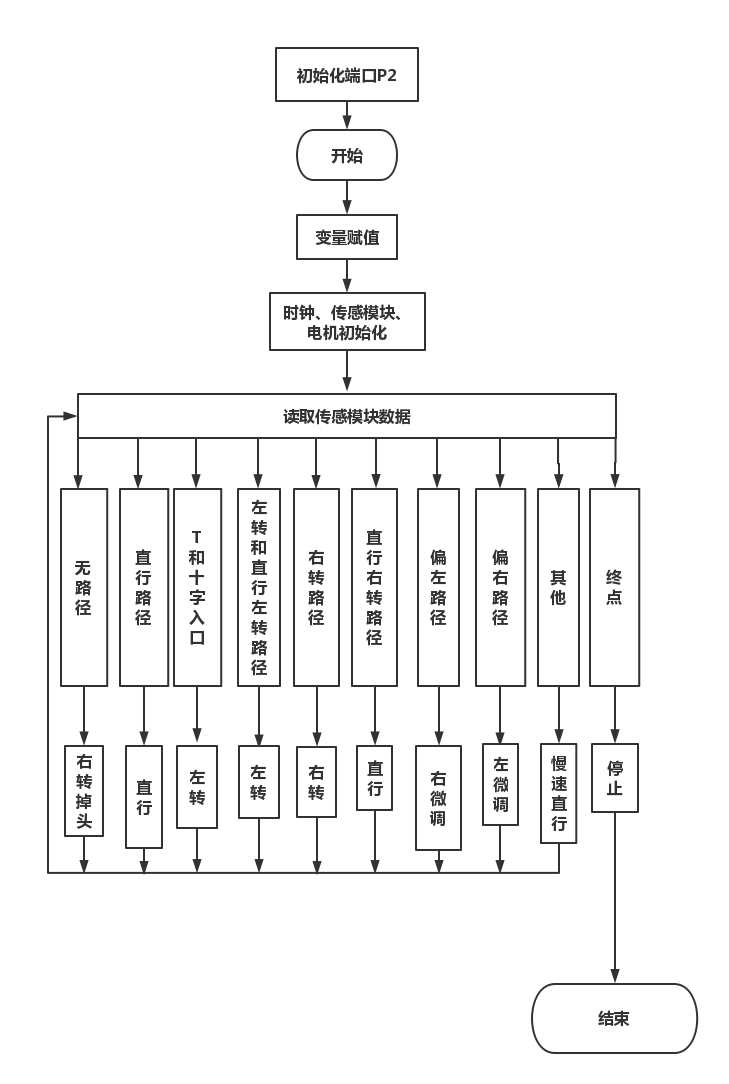 初始化端口P2
开始
变量赋值
时钟、传感模块、
电机初始化
读取传感模块数据
无路径
直行路径
T和十字入口
左转和直行左转路径
右转路径
直行右转路径
偏左路径
偏右路径
其他
终点
右转掉头
直行
左转
左转
右转
直行
右微调
左微调
慢速直行
停止
结束